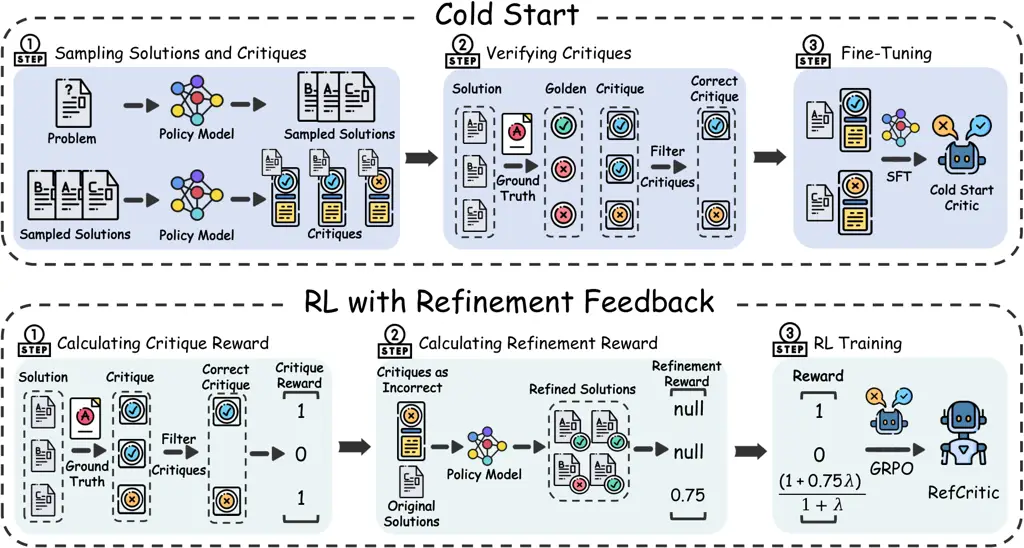 Cold Start
1
STEP
Sampling Solutions and Critiques
?
Problem
Policy Model
B- A- C-
Sampled Solutions
B- A- C-
Sampled Solutions
Policy Model
A- B- C-
Critiques
2
STEP
Verifying Critiques
Solution
Golden
Critique
Correct
Critique
A-
B-
C-
A
Ground
Truth
Filter
Critiques
3
STEP
Fine-Tuning
A-
C-
SFT
Cold Start
Critic
RL with Refinement Feedback
1
STEP
Calculating Critique Reward
Solution
Critique
Correct
Critique
Critique
Reward
A-
B-
C-
A
Ground
Truth
Filter
Critiques
1
0
1
2
STEP
Calculating Refinement Reward
Critiques as
Incorrect
C-
Original
Solutions
Policy Model
Refined Solutions
A- A-
B- A-
Refinement
Reward
null
null
0.75
3
STEP
RL Training
Reward
1
0
(1+0.75λ)
1 + λ
GRPO
RefCritic